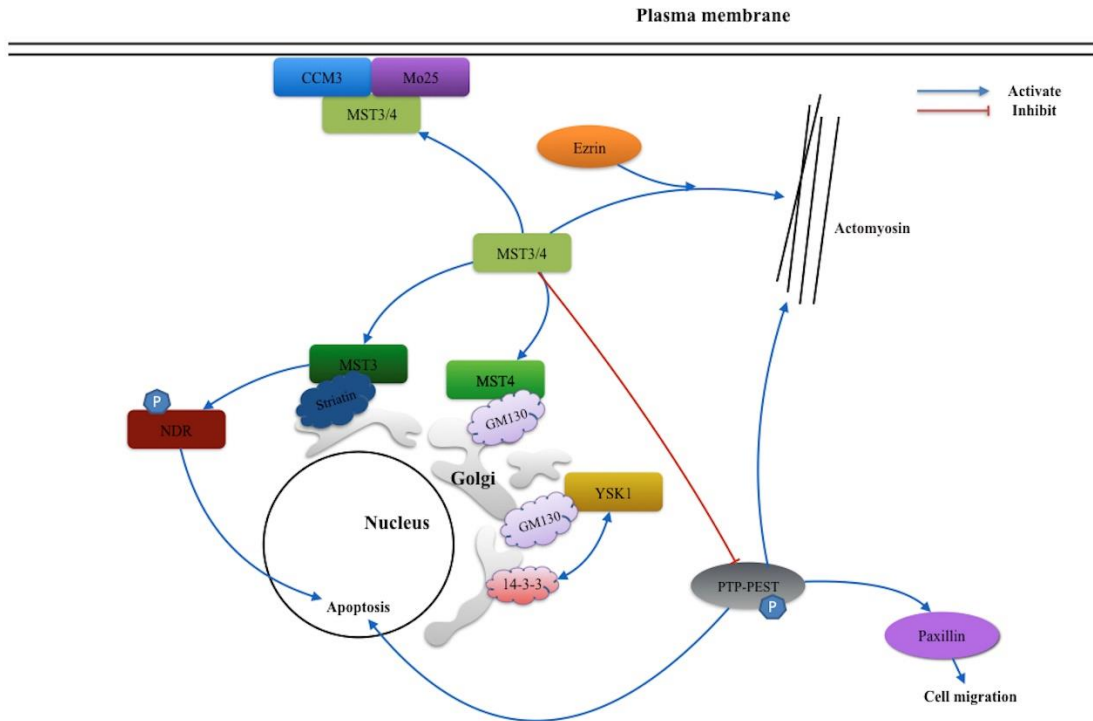 Plasma membrane
CCM3
Mo25
MST3/4
Activate
Inhibit
Ezrin
MST3/4
Actomyosin
MST3
Striatin
MST4
GM130
P
NDR
Golgi
YSK1
GM130
Nucleus
14-3-3
PTP-PEST
P
Apoptosis
Paxillin
Cell migration